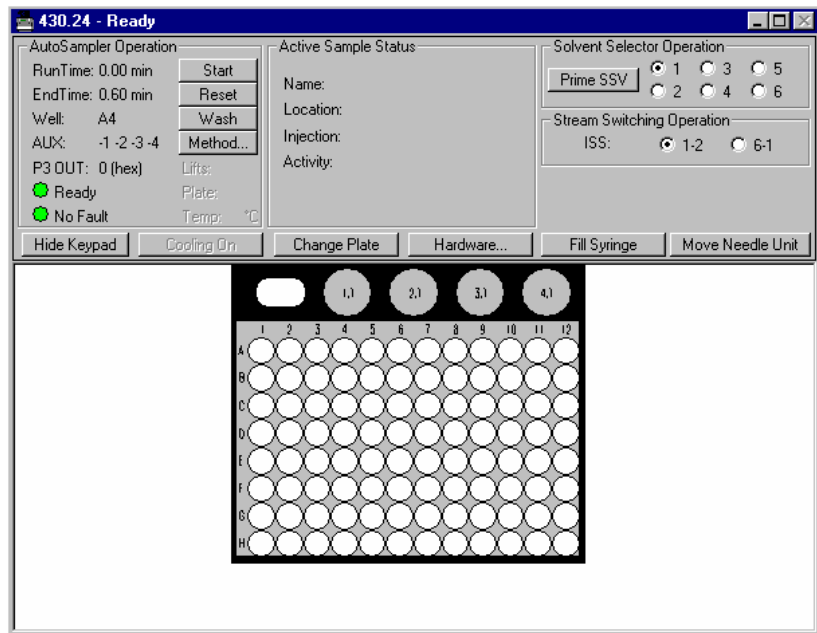 430.24 - Ready
AutoSampler Operation
RunTime: 0.00 min Start
EndTime: 0.60 min Reset
Well: A4 Wash
AUX: -1 -2 -3 -4 Method...
P3 OUT: 0 (hex) Lifts:
Ready Plate:
No Fault Temp: °C
Active Sample Status
Name:
Location:
Injection:
Activity:
Solvent Selector Operation
Prime SSV 1 3 5
2 4 6
Stream Switching Operation
ISS: 1-2 6-1
Hide Keypad Cooling On Change Plate Hardware... Fill Syringe Move Needle Unit
1,1 2,1 3,1 4,1
1 2 3 4 5 6 7 8 9 10 11 12
A
B
C
D
E
F
G
H